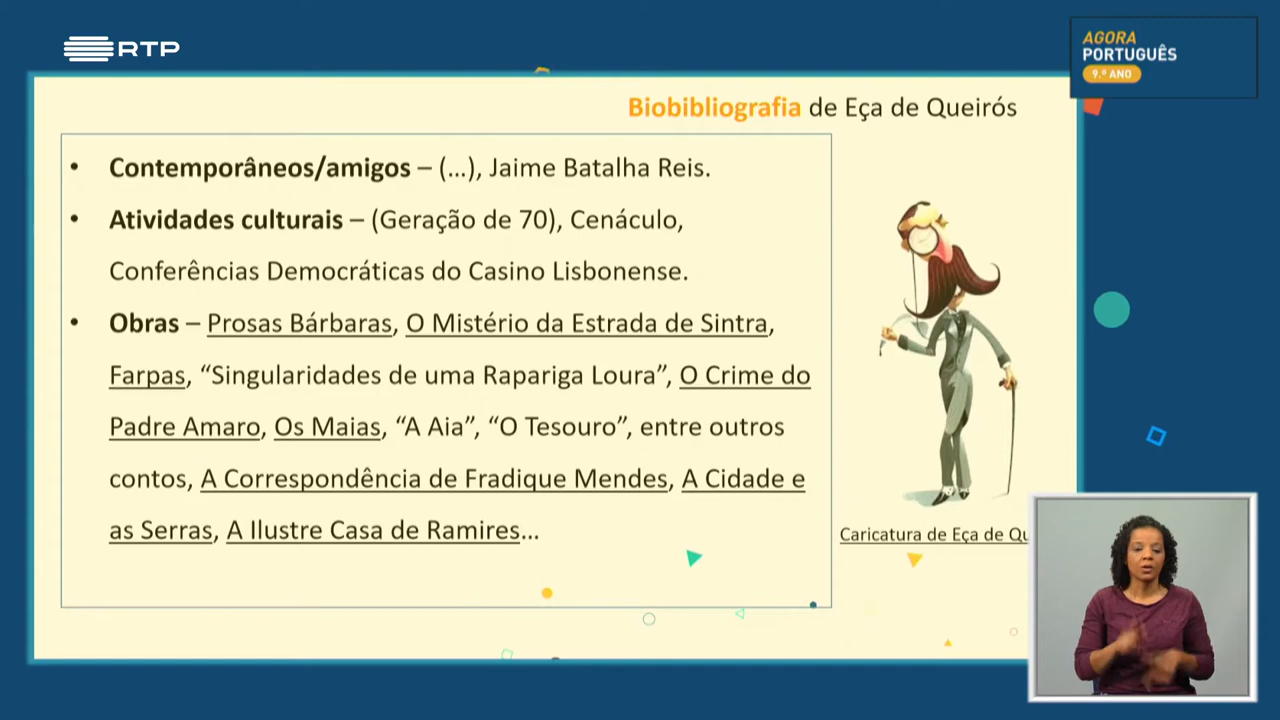 RTP
AGORA
PORTUGUÊS
9.º ANO
Biobibliografia de Eça de Queirós
• Contemporâneos/amigos – (...), Jaime Batalha Reis.
• Atividades culturais – (Geração de 70), Cenáculo,
Conferências Democráticas do Casino Lisbonense.
• Obras – Prosas Bárbaras, O Mistério da Estrada de Sintra,
Farpas, “Singularidades de uma Rapariga Loura”, O Crime do
Padre Amaro, Os Maias, “A Aia”, “O Tesouro”, entre outros
contos, A Correspondência de Fradique Mendes, A Cidade e
as Serras, A Ilustre Casa de Ramires...
Caricatura de Eça de Qu